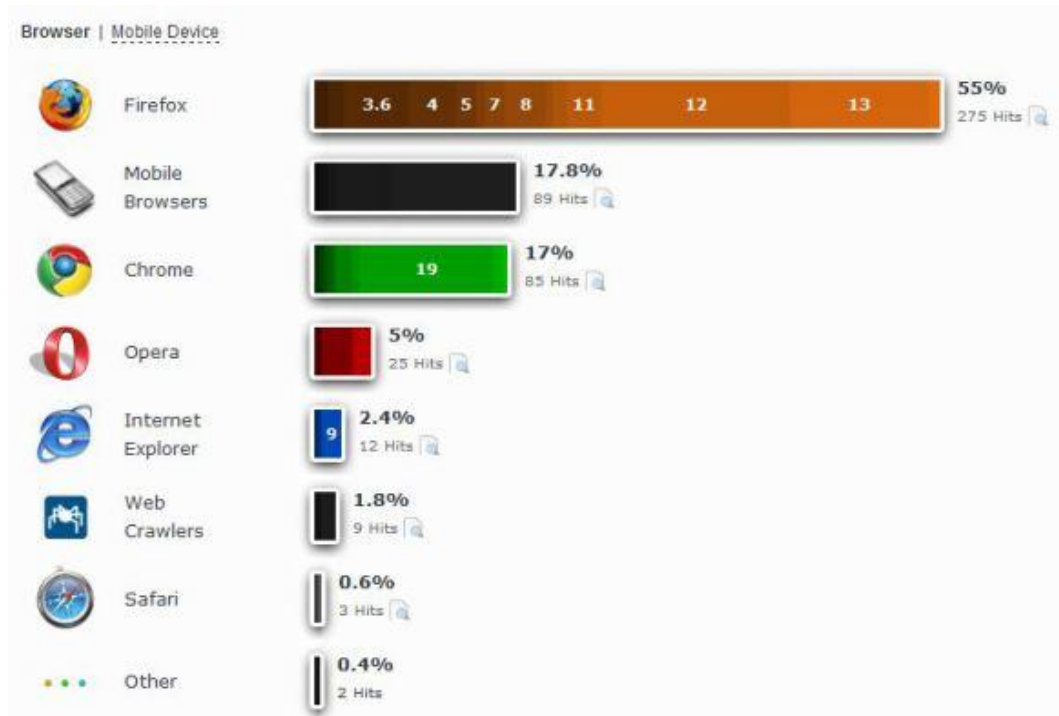 Browser | Mobile Device
Firefox
3.6 4 5 7 8 11 12 13
55%
275 Hits
Mobile
Browsers
17.8%
89 Hits
Chrome
19
17%
85 Hits
Opera
5%
25 Hits
Internet
Explorer
9
2.4%
12 Hits
Web
Crawlers
1.8%
9 Hits
Safari
0.6%
3 Hits
Other
0.4%
2 Hits